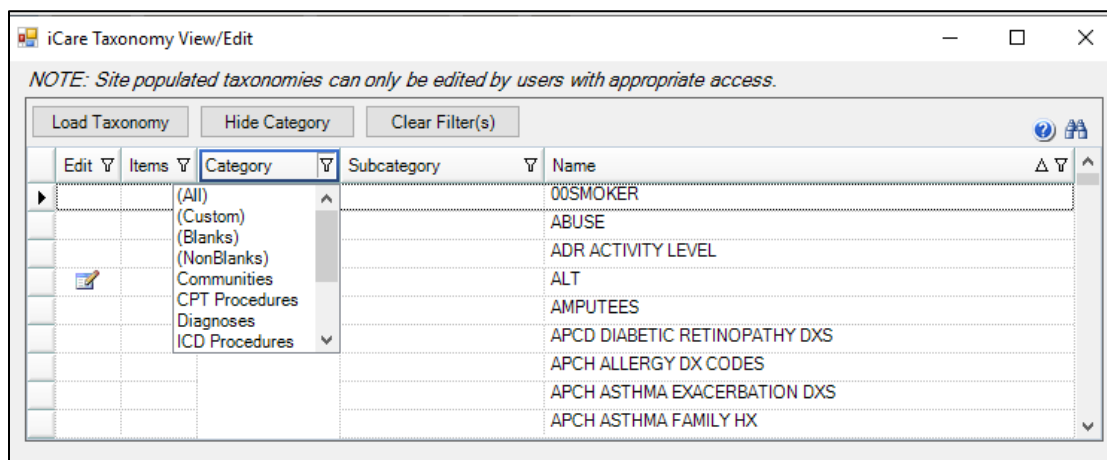 iCare Taxonomy View/Edit
NOTE: Site populated taxonomies can only be edited by users with appropriate access.
Load Taxonomy Hide Category Clear Filter(s)
Edit Items Category Subcategory Name
(All)
(Custom)
(Blanks)
(NonBlanks)
Communities
CPT Procedures
Diagnoses
ICD Procedures
00SMOKER
ABUSE
ADR ACTIVITY LEVEL
ALT
AMPUTEES
APCD DIABETIC RETINOPATHY DXS
APCH ALLERGY DX CODES
APCH ASTHMA EXACERBATION DXS
APCH ASTHMA FAMILY HX